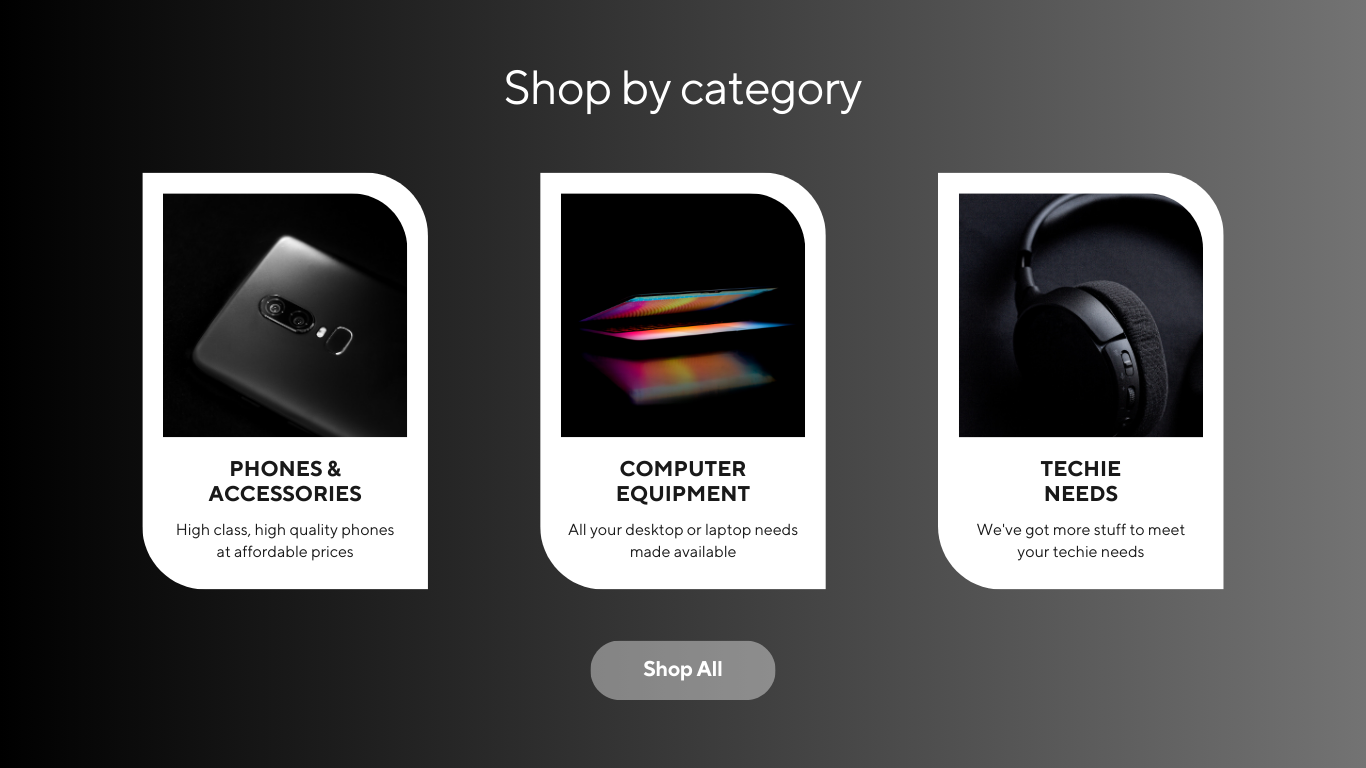 Shop by category
PHONES &
ACCESSORIES
High class, high quality phones
at affordable prices
COMPUTER
EQUIPMENT
All your desktop or laptop needs
made available
TECHIE
NEEDS
We've got more stuff to meet
your techie needs
Shop All